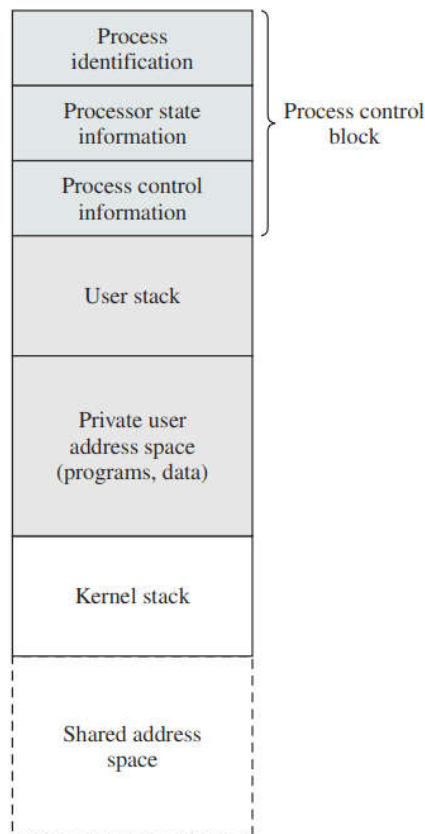 Process
identification
Processor state
information
Process control
information
Process control
block
User stack
Private user
address space
(programs, data)
Kernel stack
Shared address
space